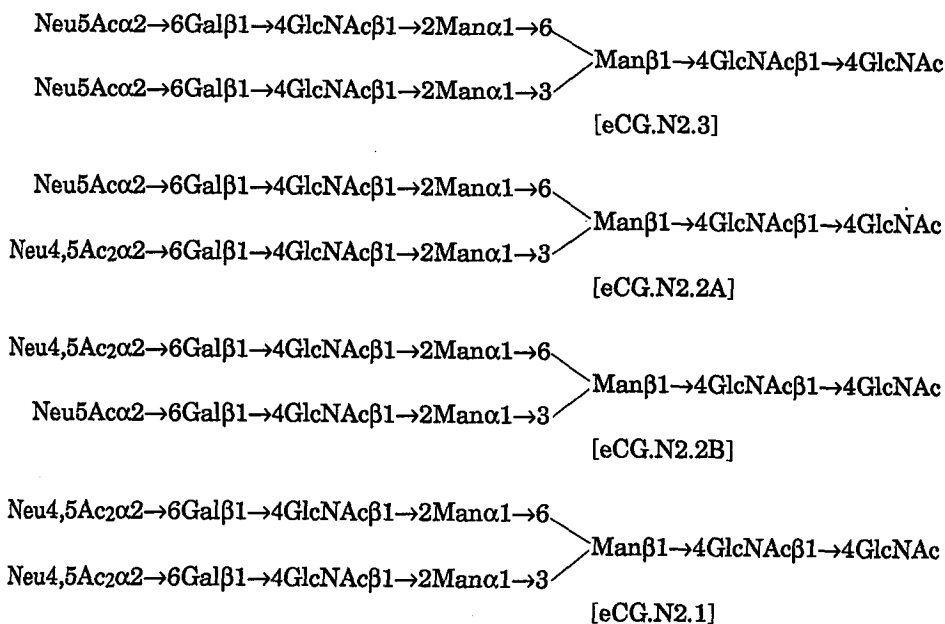 Neu5Acα2→6Galβ1→4GlcNAcβ1→2Manα1→6
Manβ1→4GlcNAcβ1→4GlcNAc
Neu5Acα2→6Galβ1→4GlcNAcβ1→2Manα1→3
[eCG.N2.3]
Neu5Acα2→6Galβ1→4GlcNAcβ1→2Manα1→6
Manβ1→4GlcNAcβ1→4GlcNAc
Neu4,5Ac₂α2→6Galβ1→4GlcNAcβ1→2Manα1→3
[eCG.N2.2A]
Neu4,5Ac₂α2→6Galβ1→4GlcNAcβ1→2Manα1→6
Manβ1→4GlcNAcβ1→4GlcNAc
Neu5Acα2→6Galβ1→4GlcNAcβ1→2Manα1→3
[eCG.N2.2B]
Neu4,5Ac₂α2→6Galβ1→4GlcNAcβ1→2Manα1→6
Manβ1→4GlcNAcβ1→4GlcNAc
Neu4,5Ac₂α2→6Galβ1→4GlcNAcβ1→2Manα1→3
[eCG.N2.1]